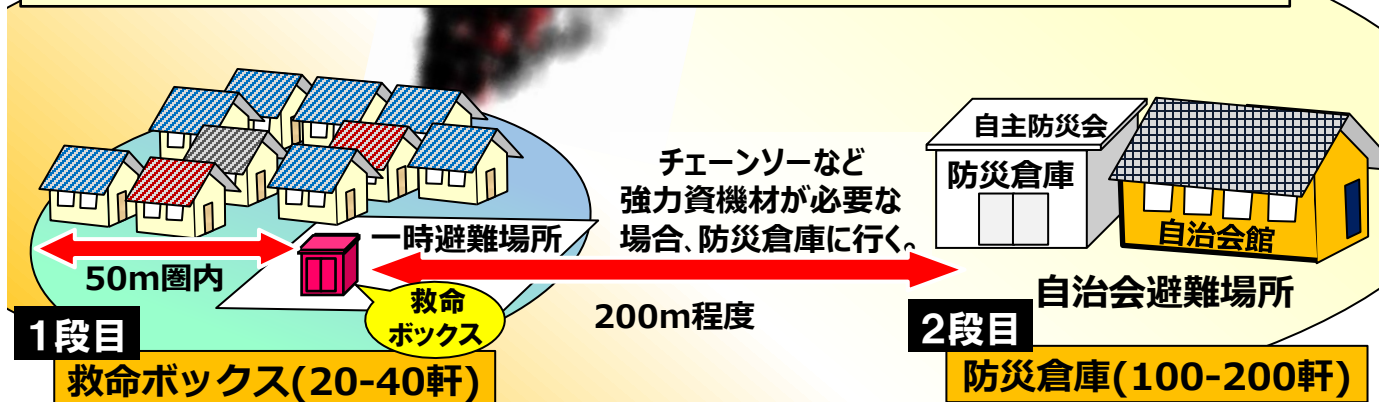 自主防災会
防災倉庫
自治会館
チェーンソーなど
強力資機材が必要な
場合、防災倉庫に行く。
一時避難場所
50m圏内
救命
ボックス
200m程度
自治会避難場所
1段目
救命ボックス(20-40軒)
2段目
防災倉庫(100-200軒)